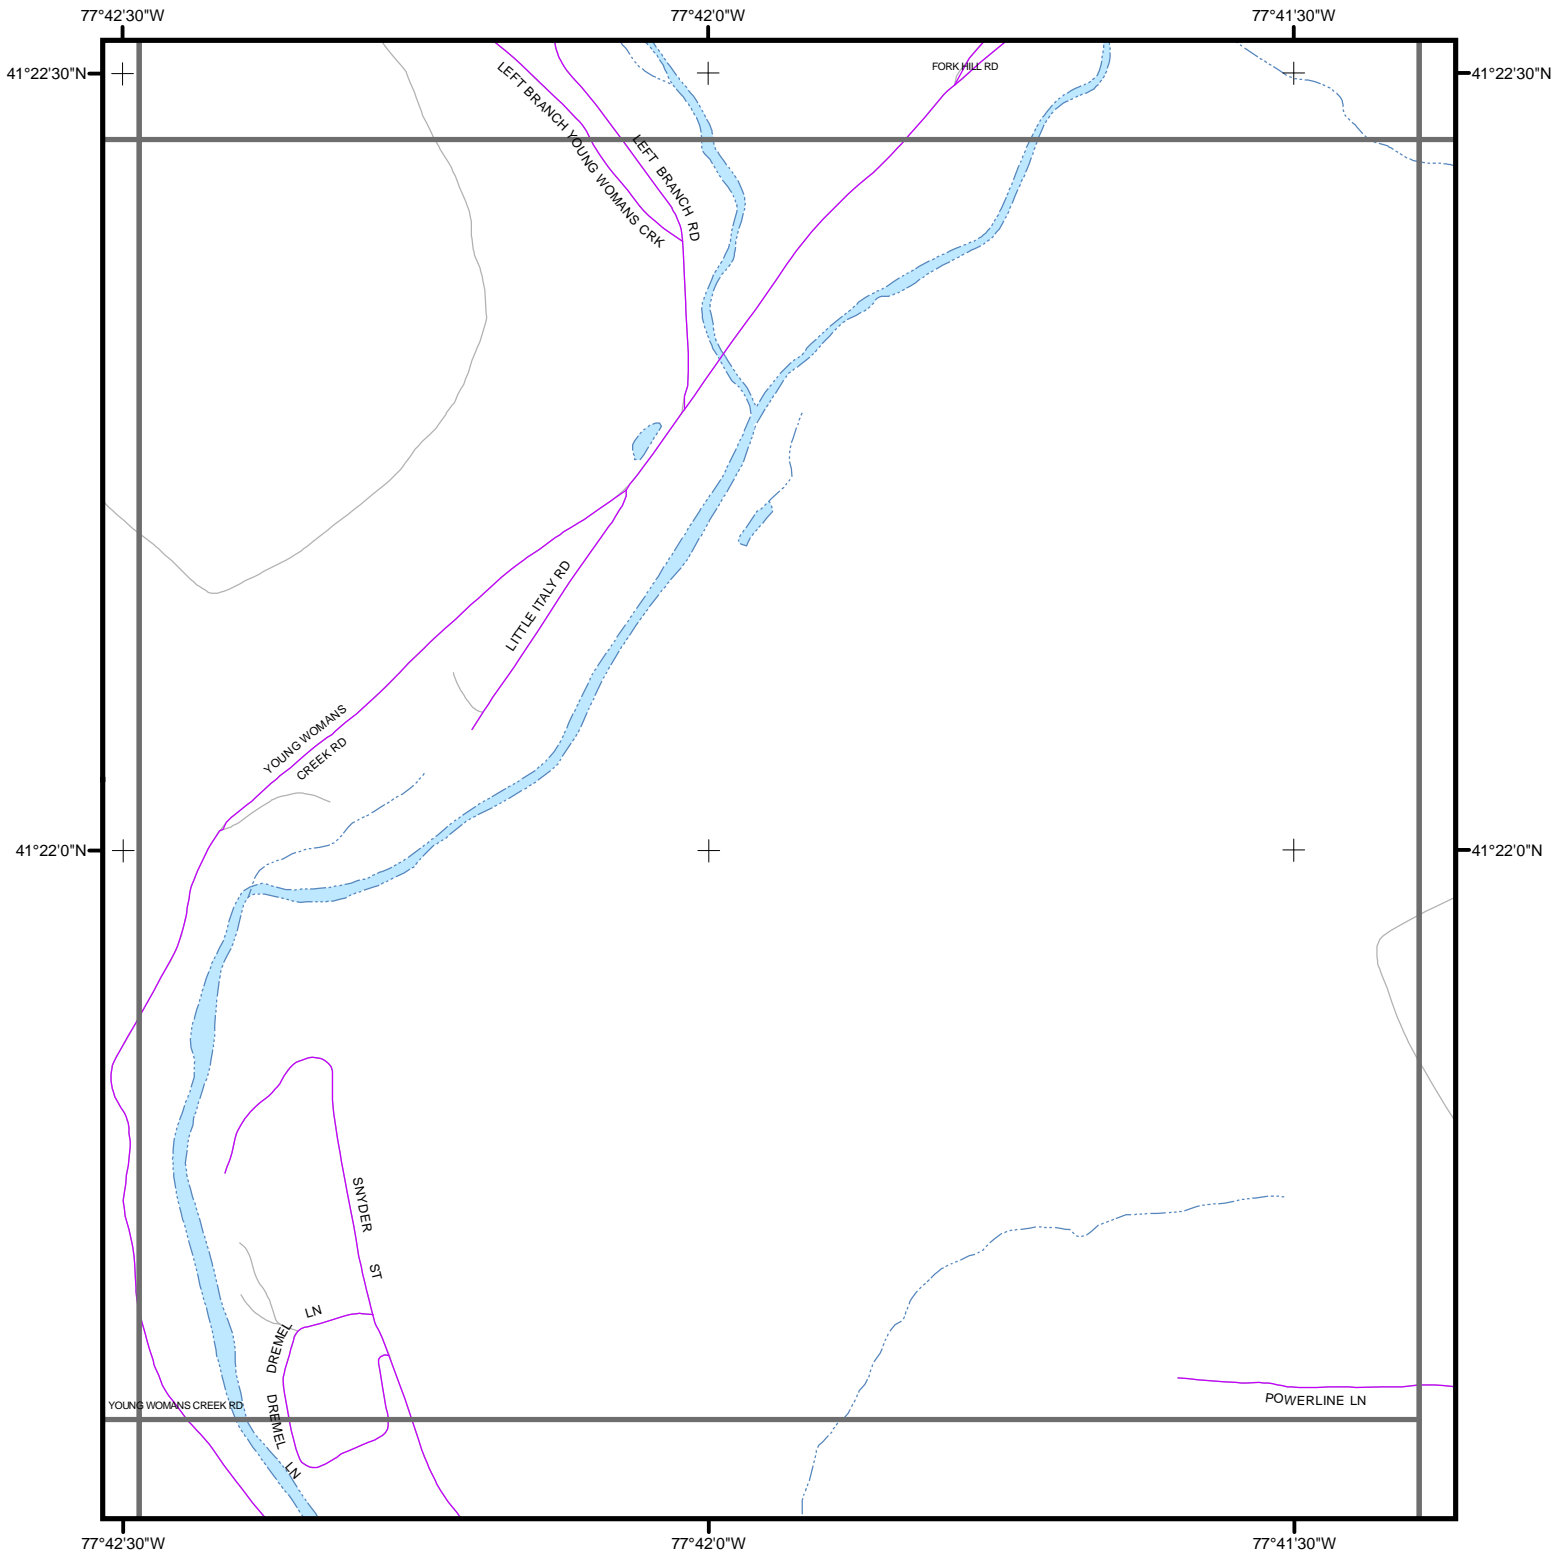 77°42'30"W
77°42'0"W
77°41'30"W
41°22'30"N
41°22'30"N
FORK HILL RD
LEFT BRANCH YOUNG WOMANS CRK
LEFT BRANCH RD
LITTLE ITALY RD
YOUNG WOMANS
CREEK RD
41°22'0"N
41°22'0"N
SNYDER ST
DREMEL LN
DREMEL LN
YOUNG WOMANS CREEK RD
POWERLINE LN
77°42'30"W
77°42'0"W
77°41'30"W